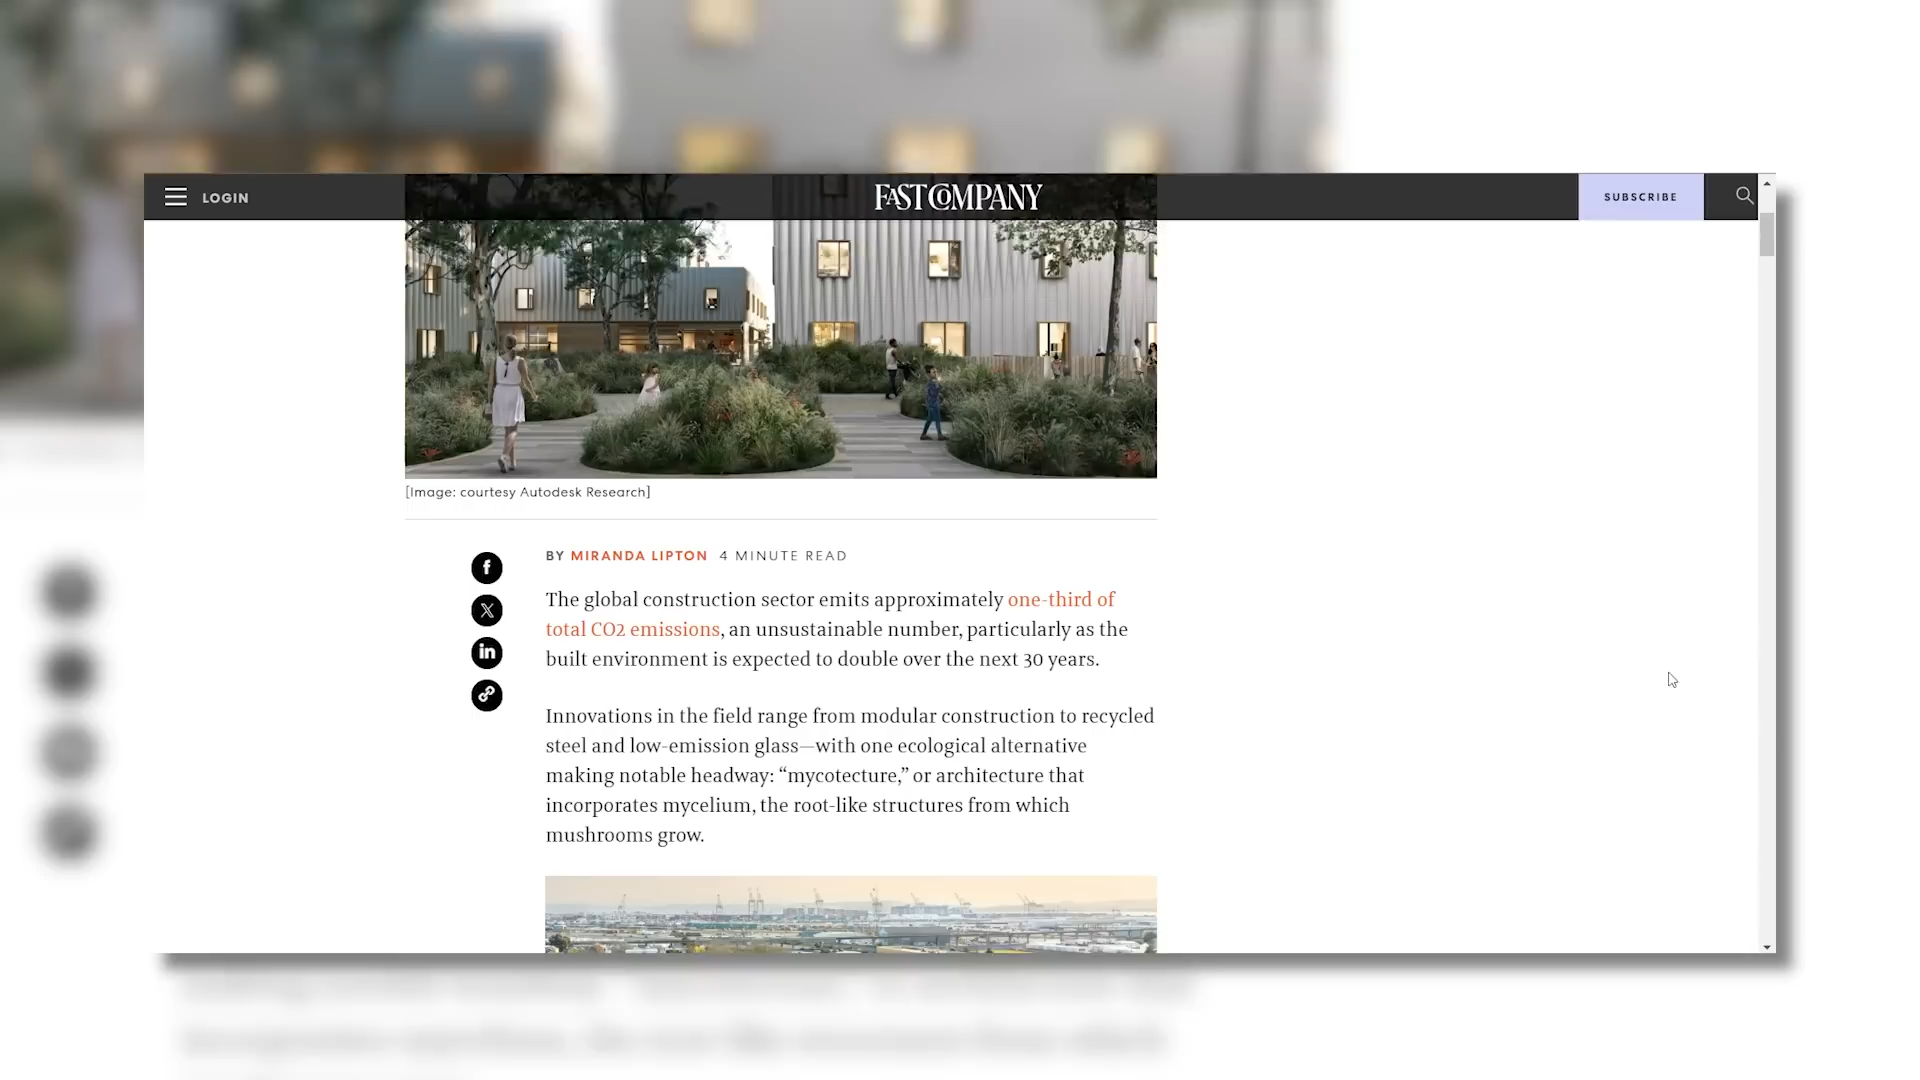 LOGIN
FAST COMPANY
SUBSCRIBE
[Image: courtesy Autodesk Research]
BY MIRANDA LIPTON 4 MINUTE READ
The global construction sector emits approximately one-third of
total CO2 emissions, an unsustainable number, particularly as the
built environment is expected to double over the next 30 years.
Innovations in the field range from modular construction to recycled
steel and low-emission glass—with one ecological alternative
making notable headway: “mycotecture,” or architecture that
incorporates mycelium, the root-like structures from which
mushrooms grow.